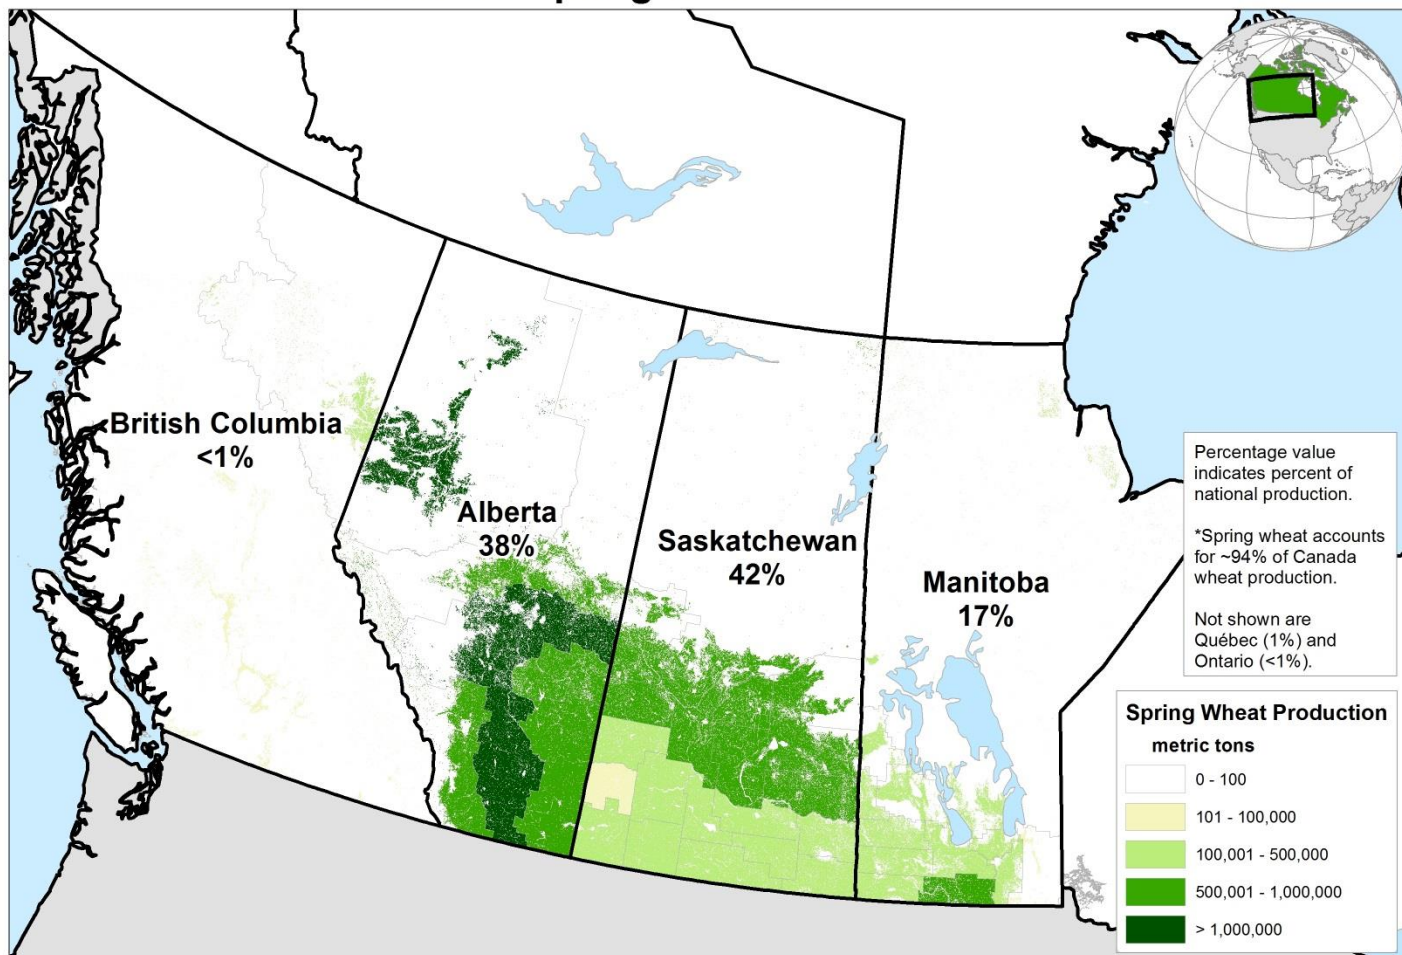 British Columbia
<1%
Alberta
38%
Saskatchewan
42%
Manitoba
17%
Percentage value
indicates percent of
national production.
*Spring wheat accounts
for ~94% of Canada
wheat production.
Not shown are
Québec (1%) and
Ontario (<1%).
Spring Wheat Production
metric tons
0 - 100
101 - 100,000
100,001 - 500,000
500,001 - 1,000,000
> 1,000,000